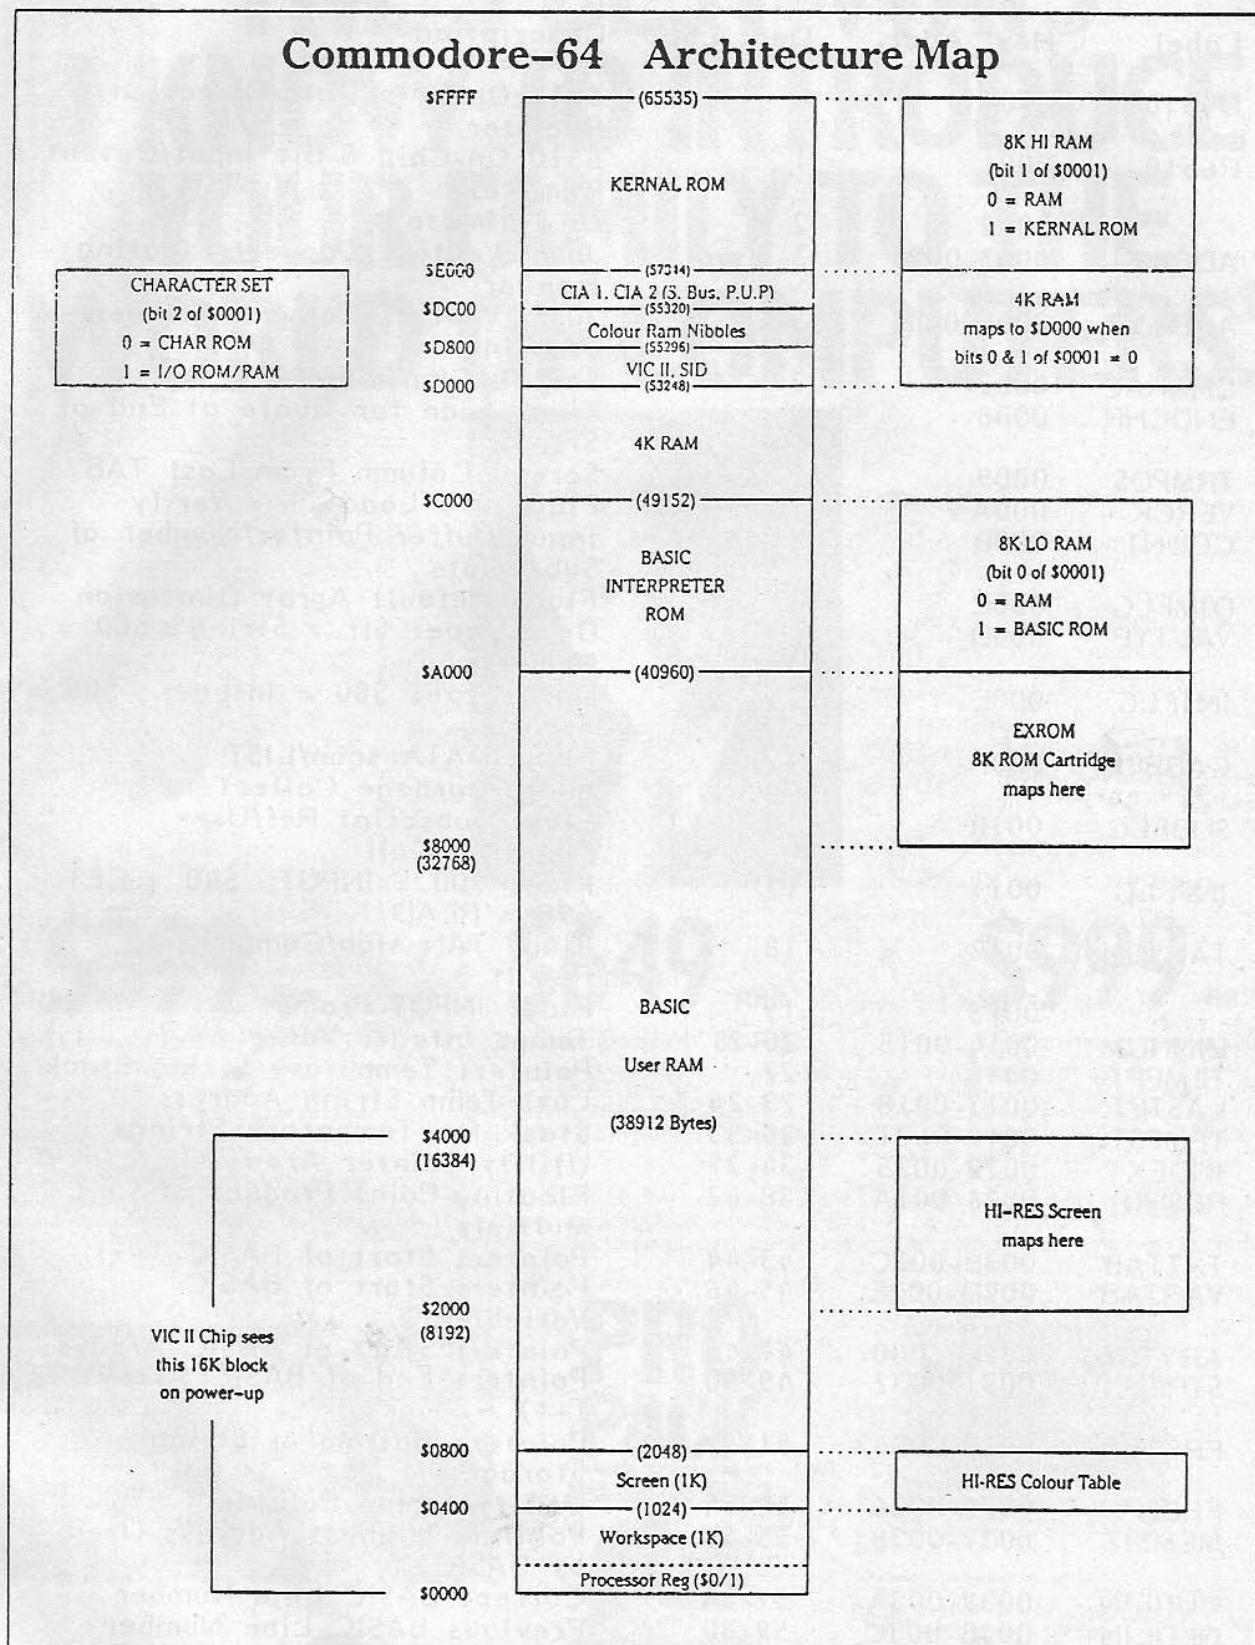 Commodore-64 Architecture Map
$FFFF
(65535)
KERNAL ROM
8K HI RAM
(bit 1 of $0001)
0 = RAM
1 = KERNAL ROM
$E000
(57344)
CHARACTER SET
(bit 2 of $0001)
0 = CHAR ROM
1 = I/O ROM/RAM
CIA 1, CIA 2 (S. Bus, P.U.P)
$DC00
(55320)
Colour Ram Nibbles
$D800
(55296)
VIC II, SID
$D000
(53248)
4K RAM
maps to $D000 when
bits 0 & 1 of $0001 = 0
4K RAM
$C000
(49152)
BASIC
INTERPRETER
ROM
8K LO RAM
(bit 0 of $0001)
0 = RAM
1 = BASIC ROM
$A000
(40960)
EXROM
8K ROM Cartridge
maps here
$8000
(32768)
BASIC
User RAM
(38912 Bytes)
$4000
(16384)
HI-RES Screen
maps here
$2000
(8192)
VIC II Chip sees
this 16K block
on power-up
$0800
(2048)
Screen (1K)
HI-RES Colour Table
$0400
(1024)
Workspace (1K)
Processor Reg ($0/1)
$0000